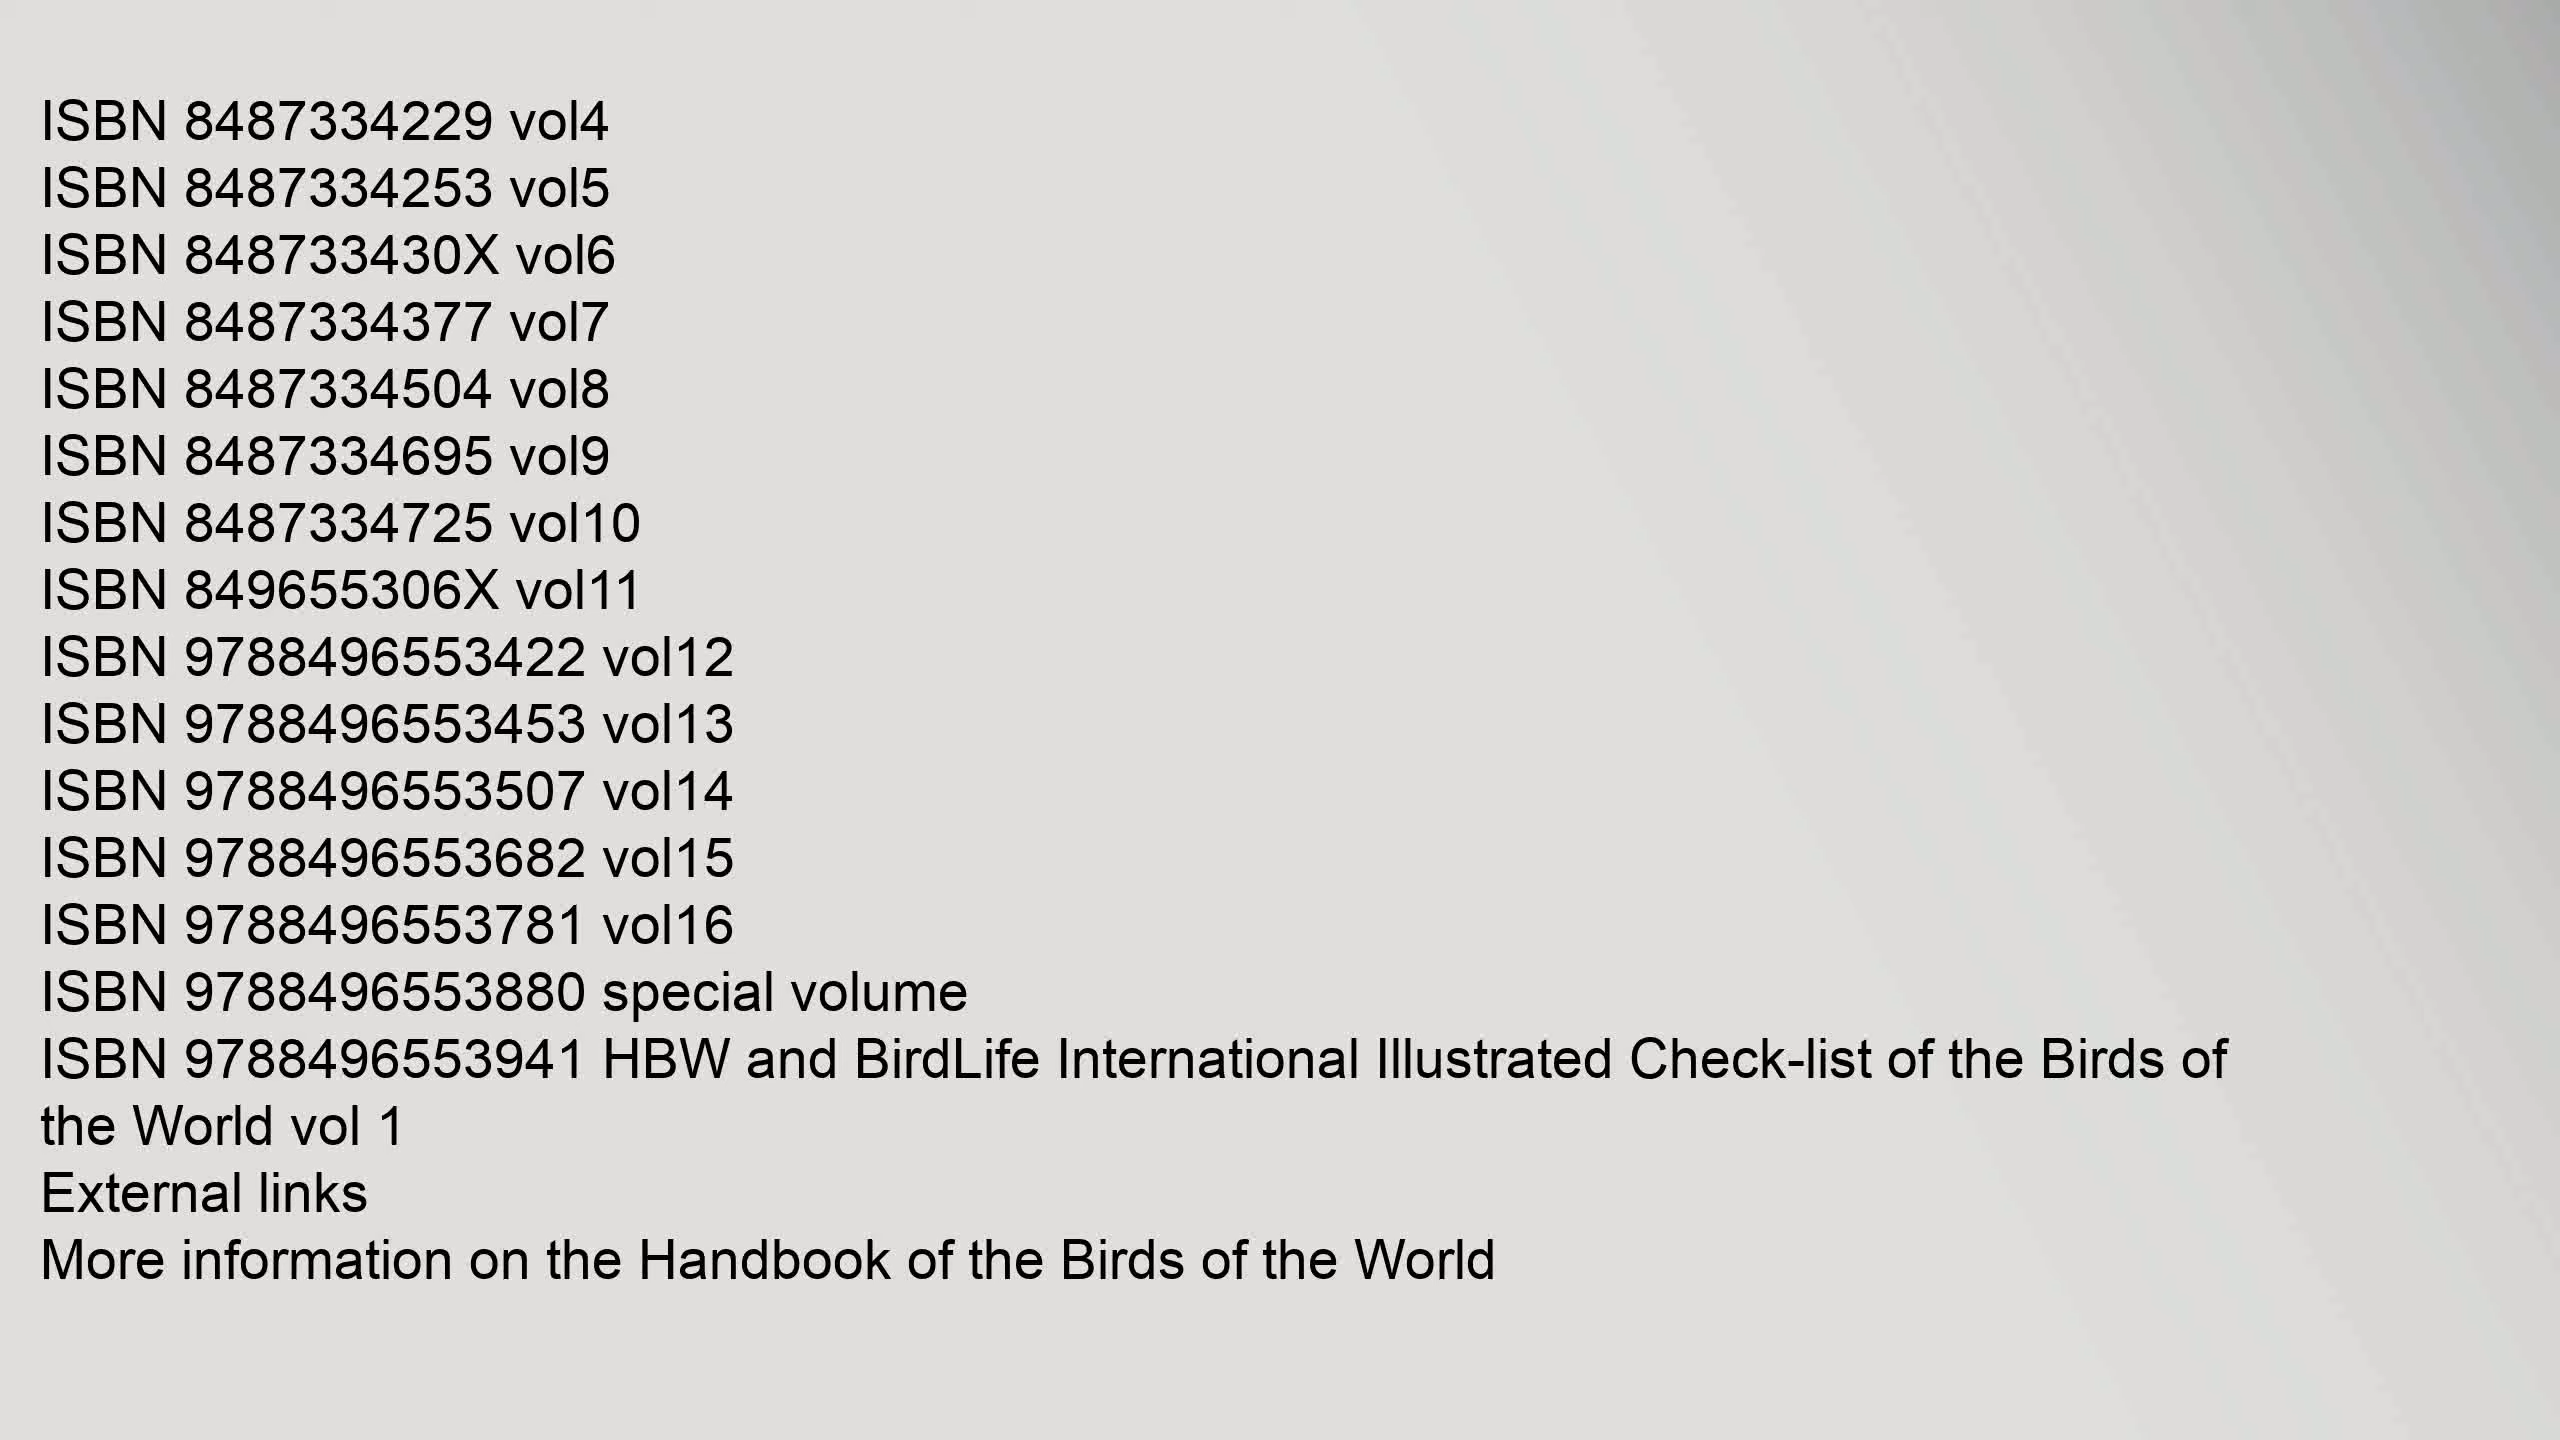 ISBN 8487334229 vol4
ISBN 8487334253 vol5
ISBN 848733430X vol6
ISBN 8487334377 vol7
ISBN 8487334504 vol8
ISBN 8487334695 vol9
ISBN 8487334725 vol10
ISBN 849655306X vol11
ISBN 9788496553422 vol12
ISBN 9788496553453 vol13
ISBN 9788496553507 vol14
ISBN 9788496553682 vol15
ISBN 9788496553781 vol16
ISBN 9788496553880 special volume
ISBN 9788496553941 HBW and BirdLife International Illustrated Check-list of the Birds of
the World vol 1
External links
More information on the Handbook of the Birds of the World